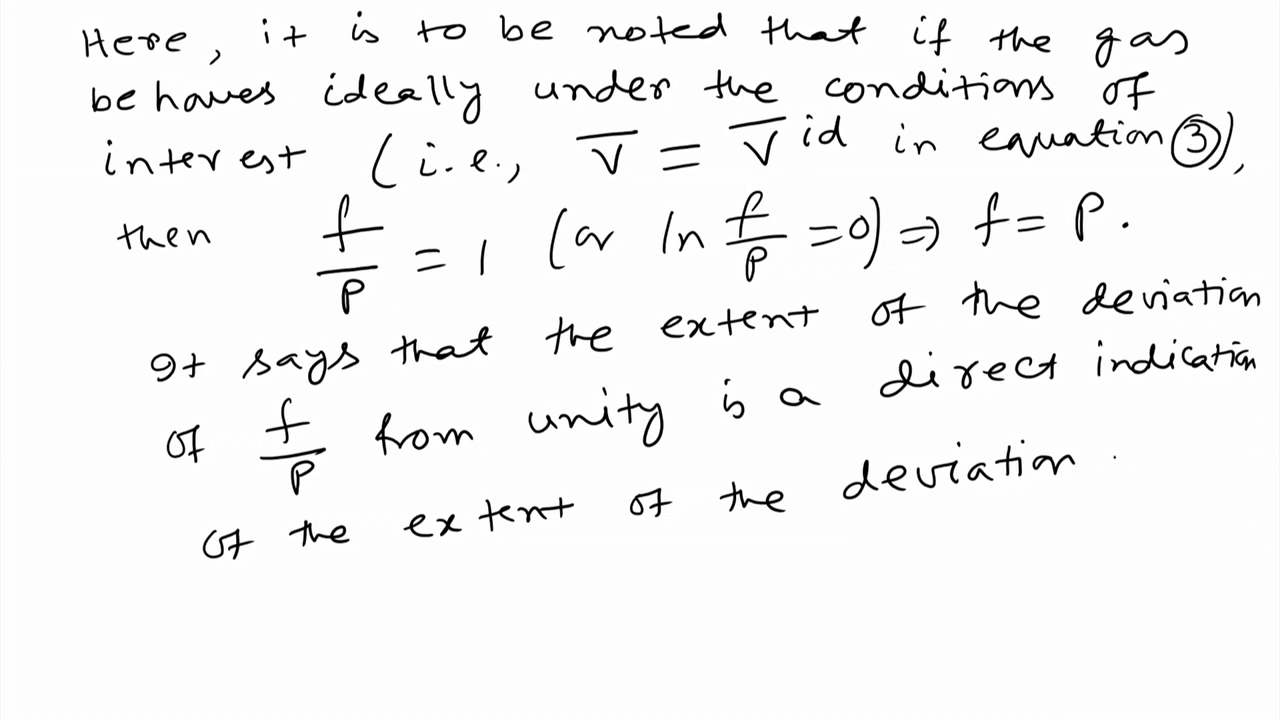 Here, it is to be noted that if the gas
behaves ideally under the conditions of
interest (i.e., V̅ = V̅ id in equation ③),
then f/P = 1 (or ln f/P = 0) ⇒ f = P.
It says that the extent of the deviation
of f/P from unity is a direct indication
of the extent of the deviation .